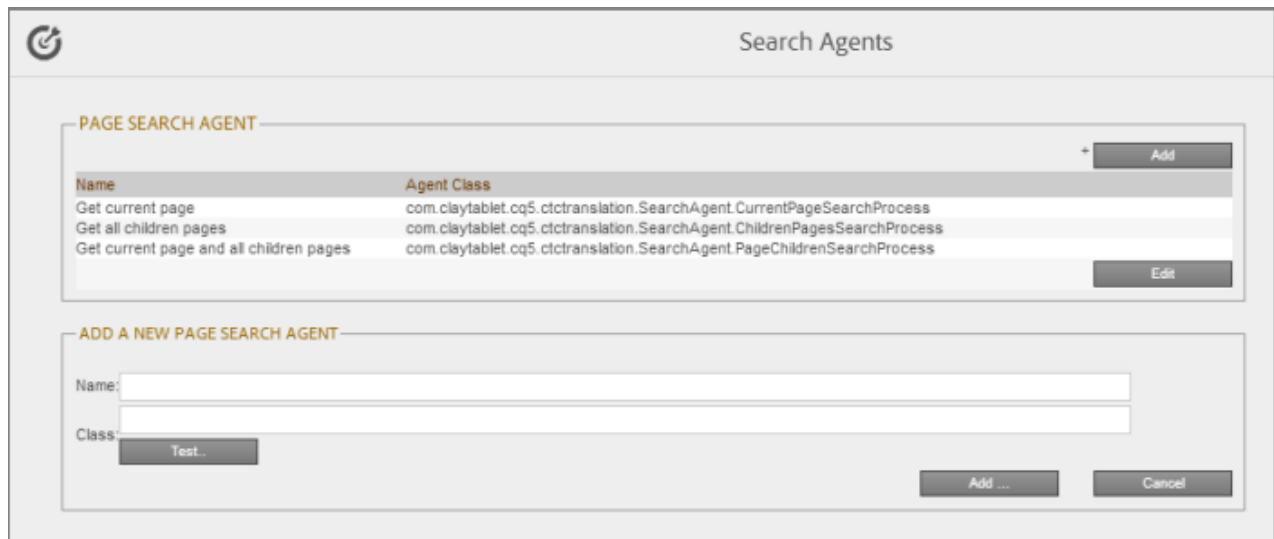 Search Agents
PAGE SEARCH AGENT
+ Add
Name Agent Class
Get current page com.claytablet.cq5.ctctranslation.SearchAgent.CurrentPageSearchProcess
Get all children pages com.claytablet.cq5.ctctranslation.SearchAgent.ChildrenPagesSearchProcess
Get current page and all children pages com.claytablet.cq5.ctctranslation.SearchAgent.PageChildrenSearchProcess
Edit
ADD A NEW PAGE SEARCH AGENT
Name:
Class:
Test..
Add ... Cancel